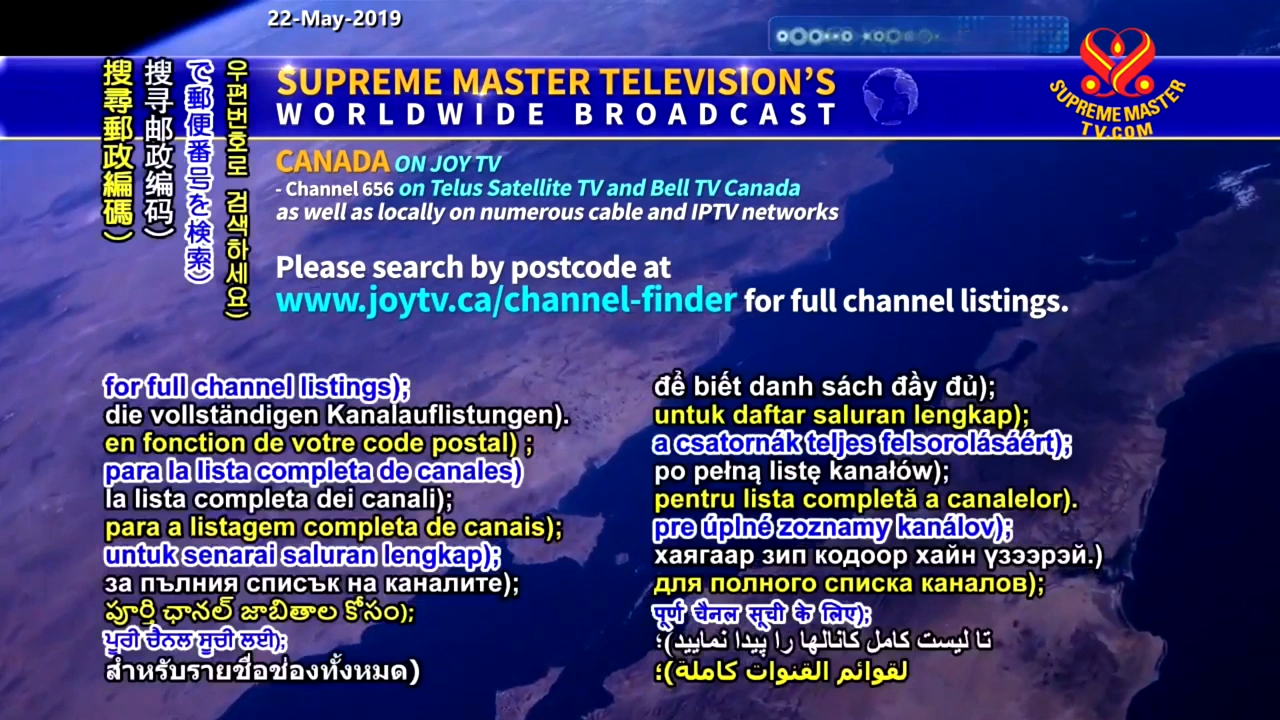 22-May-2019
SUPREME MASTER TELEVISION'S
WORLDWIDE BROADCAST
SUPREME MASTER
TV.COM
搜尋郵政編碼）
搜寻邮政编码）
で郵便番号を検索）
우편번호로 검색하세요)
CANADA ON JOY TV
- Channel 656 on Telus Satellite TV and Bell TV Canada
as well as locally on numerous cable and IPTV networks
Please search by postcode at
www.joytv.ca/channel-finder for full channel listings.
for full channel listings);
die vollständigen Kanalauflistungen).
en fonction de votre code postal) ;
para la lista completa de canales)
la lista completa dei canali);
para a listagem completa de canais);
untuk senarai saluran lengkap);
за пълния списък на каналите);
పూర్తి ఛానల్ జాబితాల కోసం);
ਪੂਰੀ ਚੈਨਲ ਸੂਚੀ ਲਈ);
สำหรับรายชื่อช่องทั้งหมด)
để biết danh sách đầy đủ);
untuk daftar saluran lengkap);
a csatornák teljes felsorolásáért);
po pełną listę kanałów);
pentru lista completă a canalelor).
pre úplné zoznamy kanálov);
хаягаар зип кодоор хайн үзээрэй.)
для полного списка каналов);
पूर्ण चैनल सूची के लिए);
تا لیست کامل کانالها را پیدا نمایید)؛
لقوائم القنوات كاملة)؛